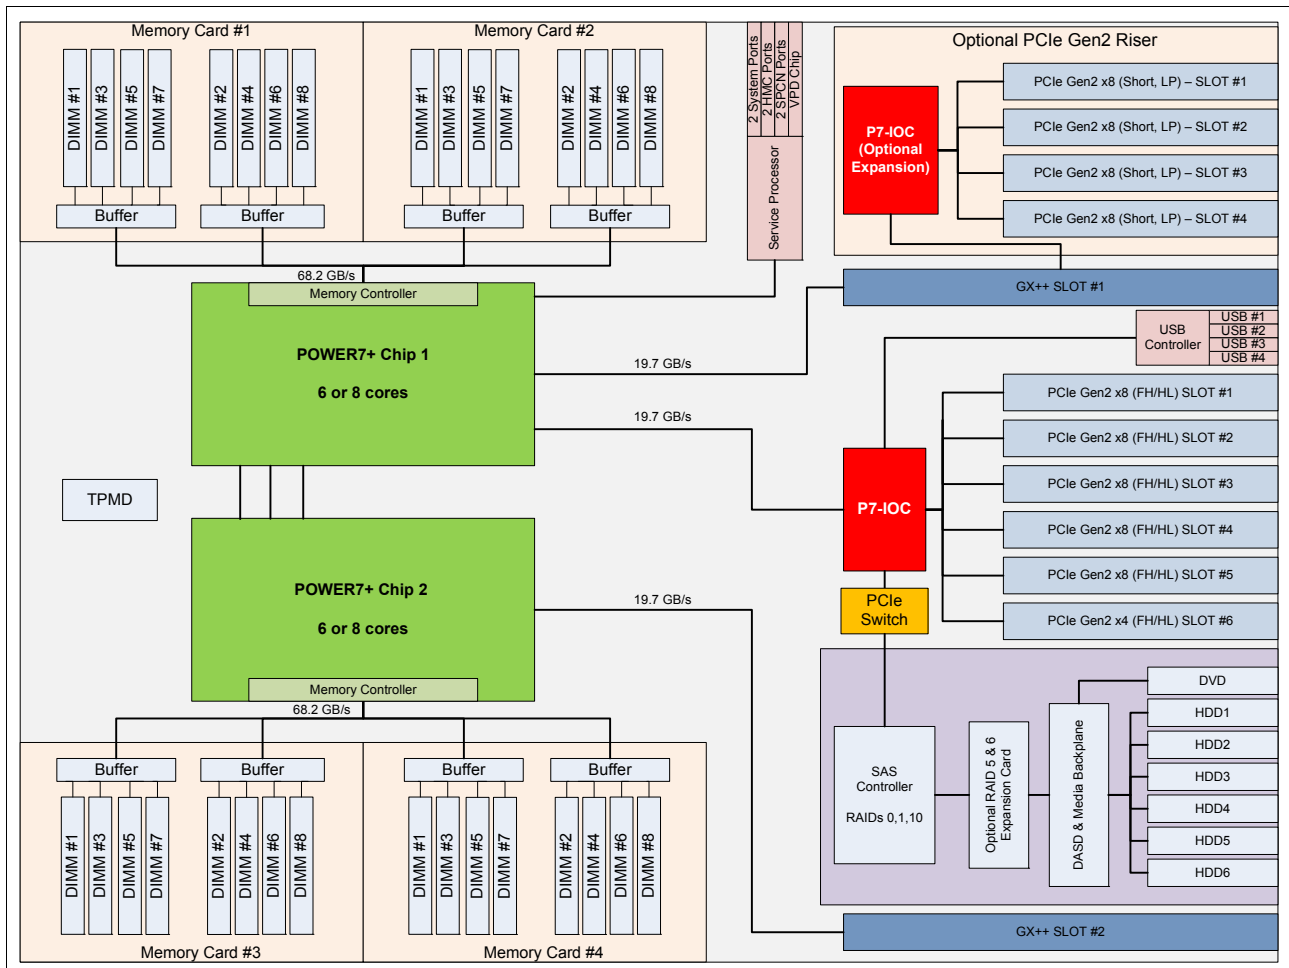 Memory Card #1
Memory Card #2
DIMM #1
DIMM #3
DIMM #5
DIMM #7
DIMM #2
DIMM #4
DIMM #6
DIMM #8
DIMM #1
DIMM #3
DIMM #5
DIMM #7
DIMM #2
DIMM #4
DIMM #6
DIMM #8
Buffer
Buffer
Buffer
Buffer
2 System Ports
2 HMC Ports
2 SPCN Ports
VPD Chip
Service Processor
Optional PCIe Gen2 Riser
P7-IOC
(Optional
Expansion)
PCIe Gen2 x8 (Short, LP) – SLOT #1
PCIe Gen2 x8 (Short, LP) – SLOT #2
PCIe Gen2 x8 (Short, LP) – SLOT #3
PCIe Gen2 x8 (Short, LP) – SLOT #4
68.2 GB/s
Memory Controller
POWER7+ Chip 1
6 or 8 cores
GX++ SLOT #1
19.7 GB/s
19.7 GB/s
USB
Controller
USB #1
USB #2
USB #3
USB #4
PCIe Gen2 x8 (FH/HL) SLOT #1
PCIe Gen2 x8 (FH/HL) SLOT #2
PCIe Gen2 x8 (FH/HL) SLOT #3
PCIe Gen2 x8 (FH/HL) SLOT #4
PCIe Gen2 x8 (FH/HL) SLOT #5
PCIe Gen2 x4 (FH/HL) SLOT #6
P7-IOC
PCIe
Switch
TPMD
POWER7+ Chip 2
6 or 8 cores
19.7 GB/s
Memory Controller
68.2 GB/s
Buffer
Buffer
Buffer
Buffer
DIMM #1
DIMM #3
DIMM #5
DIMM #7
DIMM #2
DIMM #4
DIMM #6
DIMM #8
DIMM #1
DIMM #3
DIMM #5
DIMM #7
DIMM #2
DIMM #4
DIMM #6
DIMM #8
Memory Card #3
Memory Card #4
SAS
Controller
RAIDs 0,1,10
Optional RAID 5 & 6
Expansion Card
DASD & Media Backplane
DVD
HDD1
HDD2
HDD3
HDD4
HDD5
HDD6
GX++ SLOT #2